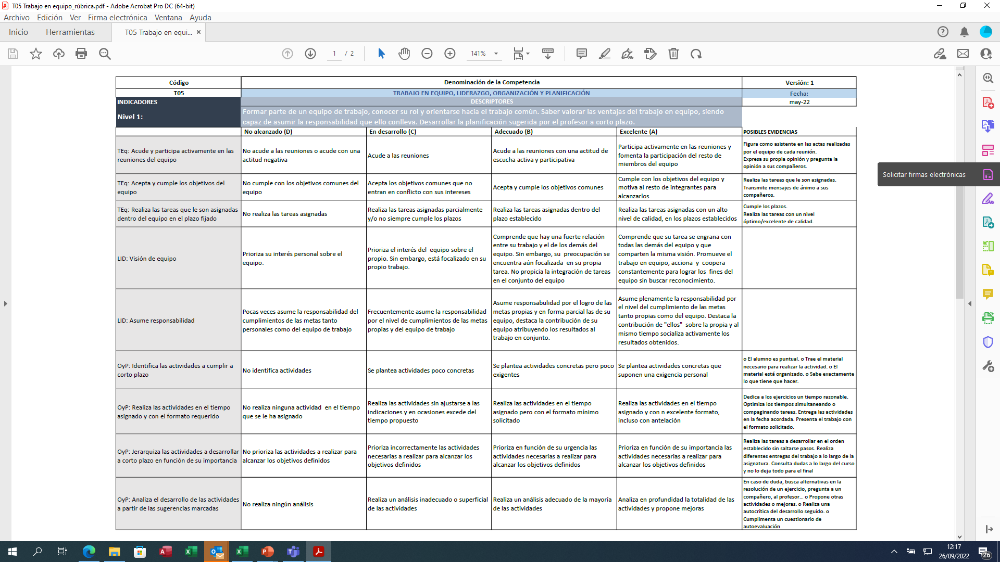 T05 Trabajo en equipo_rúbrica.pdf - Adobe Acrobat Pro DC (64-bit)
Archivo Edición Ver Firma electrónica Ventana Ayuda
Inicio Herramientas T05 Trabajo en equi...
1 / 2 141%
Código Denominación de la Competencia Versión: 1
T05 TRABAJO EN EQUIPO, LIDERAZGO, ORGANIZACIÓN Y PLANIFICACIÓN Fecha:
INDICADORES DESCRIPTORES may-22
Nivel 1:
Formar parte de un equipo de trabajo, conocer su rol y orientarse hacia el trabajo común. Saber valorar las ventajas del trabajo en equipo, siendo
capaz de asumir la responsabilidad que ello conlleva. Desarrollar la planificación sugerida por el profesor a corto plazo.
No alcanzado (D) En desarrollo (C) Adecuado (B) Excelente (A) POSIBLES EVIDENCIAS
TEq: Acude y participa activamente en las
reuniones del equipo
No acude a las reuniones o acude con una
actitud negativa
Acude a las reuniones
Acude a las reuniones con una actitud de
escucha activa y participativa
Participa activamente en las reuniones y
fomenta la participación del resto de
miembros del equipo
Figura como asistente en las actas realizadas
por el equipo de cada reunión.
Expresa su propia opinión y pregunta la
opinión a sus compañeros.
Solicitar firmas electrónicas
TEq: Acepta y cumple los objetivos del
equipo
No cumple con los objetivos comunes del
equipo
Acepta los objetivos comunes que no
entran en conflicto con sus intereses
Acepta y cumple los objetivos comunes
Cumple con los objetivos del equipo y
motiva al resto de integrantes para
alcanzarlos
Realiza las tareas que le son asignadas.
Transmite mensajes de ánimo a sus
compañeros.
TEq: Realiza las tareas que le son asignadas
dentro del equipo en el plazo fijado
No realiza las tareas asignadas
Realiza las tareas asignadas parcialmente
y/o no siempre cumple los plazos
Realiza las tareas asignadas dentro del
plazo establecido
Realiza las tareas asignadas con un alto
nivel de calidad, en los plazos establecidos
Cumple los plazos.
Realiza las tareas con un nivel
óptimo/excelente de calidad.
LID: Visión de equipo
Prioriza su interés personal sobre el
equipo.
Prioriza el interés del  equipo sobre el
propio. Sin embargo, está focalizado en su
propio trabajo.
Comprende que hay una fuerte relación
entre su trabajo y el de los demás del
equipo. Sin embargo, su  preocupación se
encuentra aún focalizada  en su propia
tarea. No propicia la integración de tareas
en el conjunto del equipo
Comprende que su tarea se engrana con
todas las demás del equipo y que
comparten la misma visión. Promueve el
trabajo en equipo, acciona  y  coopera
constantemente para lograr los  fines del
equipo sin buscar reconocimiento.
LID: Asume responsabilidad
Pocas veces asume la responsabilidad del
cumplimientos de las metas tanto
personales como del equipo de trabajo
Frecuentemente asume la responsabilidad
por el nivel de cumplimientos de las metas
propias y del equipo de trabajo
Asume responsabulidad por el logro de las
metas propias y en forma parcial las de su
equipo, destaca la contribución de su
equipo atribuyendo los resultados al
trabajo en conjunto.
Asume plenamente la responsabilidad por
el nivel del cumplimiento de las metas
tanto propias como del equipo. Destaca la
contribución de "ellos"  sobre la propia y al
mismo tiempo socializa activamente los
resultados obtenidos.
OyP: Identifica las actividades a cumplir a
corto plazo
No identifica actividades
Se plantea actividades poco concretas
Se plantea actividades concretas pero poco
exigentes
Se plantea actividades concretas que
suponen una exigencia personal
o El alumno es puntual. o Trae el material
necesario para realizar la actividad. o El
material está organizado. o Sabe exactamente
lo que tiene que hacer.
OyP: Realiza las actividades en el tiempo
asignado y con el formato requerido
No realiza ninguna actividad  en el tiempo
que se le ha asignado
Realiza las actividades sin ajustarse a las
indicaciones y en ocasiones excede del
tiempo propuesto
Realiza las actividades en el tiempo
asignado pero con el formato mínimo
solicitado
Realiza las actividades en el tiempo
asignado y con n excelente formato,
incluso con antelación
Dedica a los ejercicios un tiempo razonable.
Optimiza los tiempos simultaneando o
compaginando tareas. Entrega las actividades
en la fecha acordada. Presenta el trabajo con
el formato solicitado.
OyP: Jerarquiza las actividades a desarrollar
a corto plazo en función de su importancia
No prioriza las actividades a realizar para
alcanzar los objetivos definidos
Prioriza incorrectamente las actividades
necesarias a realizar para alcanzar los
objetivos definidos
Prioriza en función de su urgencia las
actividades necesarias a realizar para
alcanzar los objetivos definidos
Prioriza en función de su importancia las
actividades necesarias a realizar para
alcanzar los objetivos definidos
Realiza las tareas a desarrollar en el orden
establecido sin saltarse pasos. Realiza
diferentes entregas del trabajo a lo largo de la
asignatura. Consulta dudas a lo largo del curso
y no lo deja todo para el final
OyP: Analiza el desarrollo de las actividades
a partir de las sugerencias marcadas
No realiza ningún análisis
Realiza un análisis inadecuado o superficial
de las actividades
Realiza un análisis adecuado de la mayoría
de las actividades
Analiza en profundidad la totalidad de las
actividades y propone mejoras
En caso de duda, busca alternativas en la
resolución de un ejercicio, pregunta a un
compañero, al profesor... o Propone otras
actividades o mejoras. o Realiza una
autocrítica del desarrollo seguido. o
Cumplimenta un cuestionario de
autoevaluación
12:17
26/09/2022
26